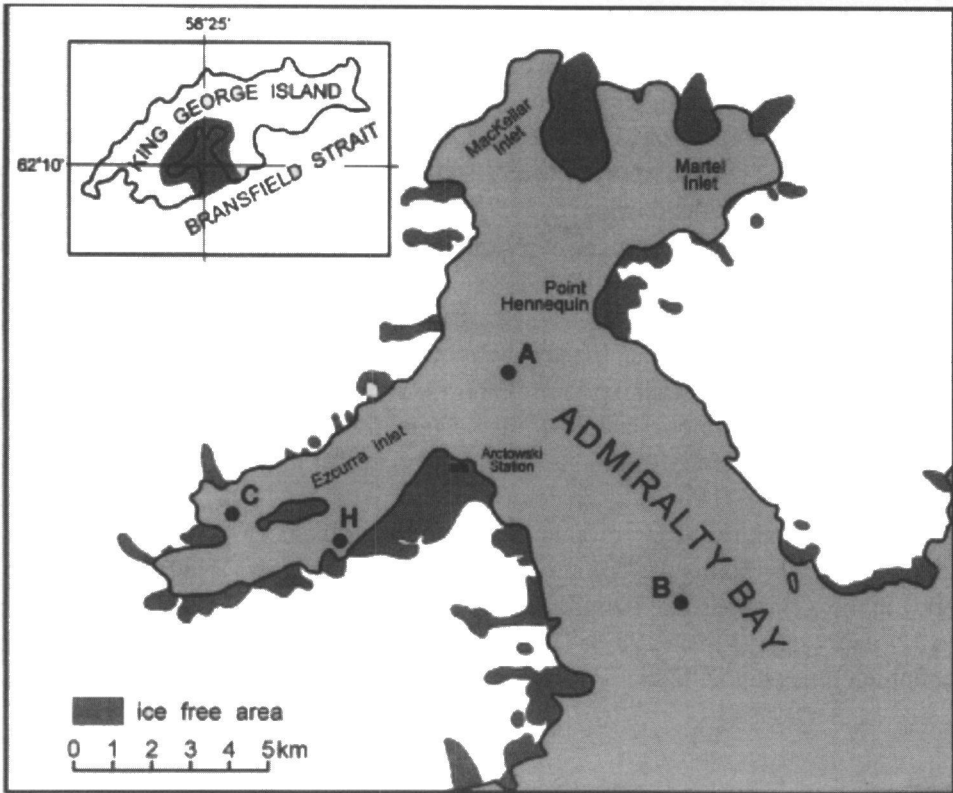 58°25'
KING GEORGE ISLAND
62°10'
BRANSFIELD STRAIT
MacKellar
Inlet
Martel
Inlet
Point
Hennequin
A
ADMIRALTY BAY
Ezcurra Inlet
Arctowski
Station
C
H
B
ice free area
0 1 2 3 4 5km